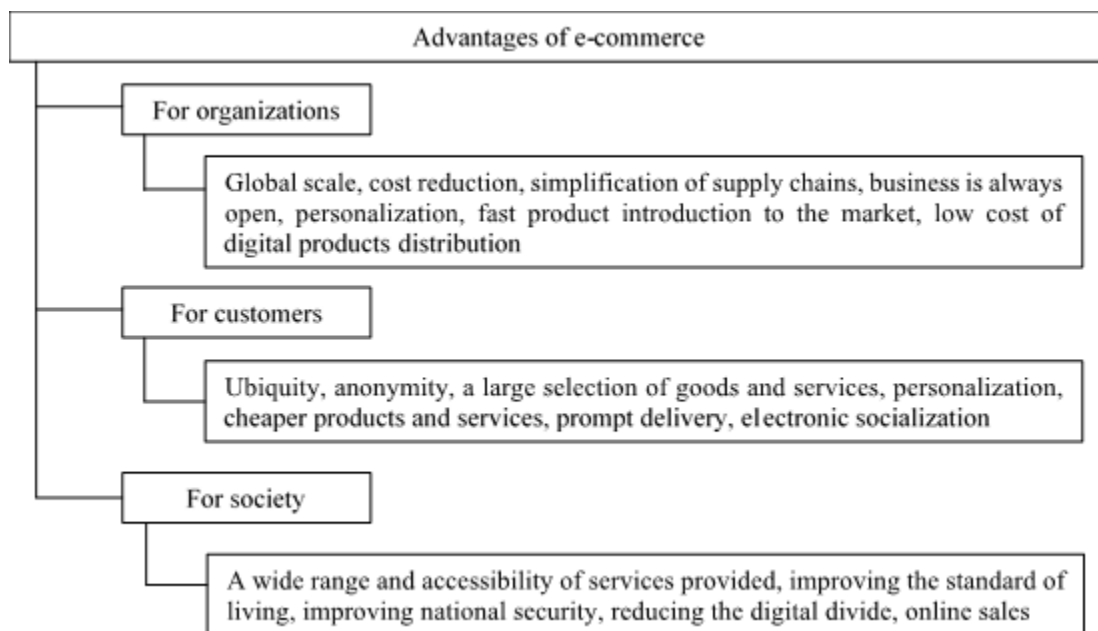 Advantages of e-commerce
For organizations
Global scale, cost reduction, simplification of supply chains, business is always
open, personalization, fast product introduction to the market, low cost of
digital products distribution
For customers
Ubiquity, anonymity, a large selection of goods and services, personalization,
cheaper products and services, prompt delivery, electronic socialization
For society
A wide range and accessibility of services provided, improving the standard of
living, improving national security, reducing the digital divide, online sales